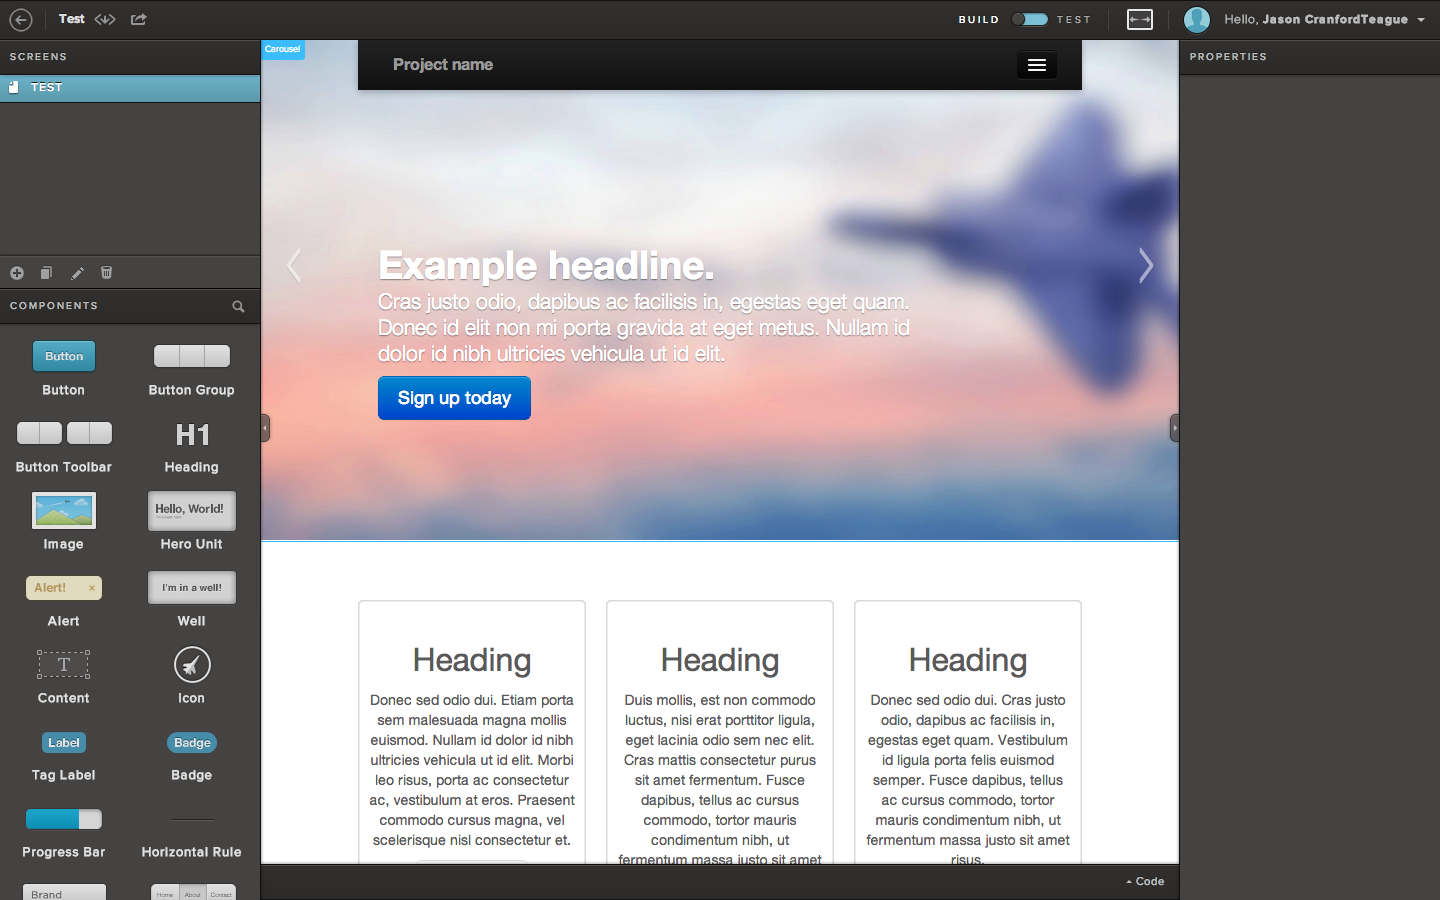 Test
BUILD
TEST
Hello, Jason CranfordTeague
SCREENS
TEST
COMPONENTS
Button
Button
Button Group
Button Toolbar
H1
Heading
Image
Hello, World!
Hero Unit
Alert! ×
Alert
I'm in a well!
Well
T
Content
Icon
Label
Tag Label
Badge
Badge
Progress Bar
Horizontal Rule
Brand
Home About Contact
Carousel
Project name
Example headline.
Cras justo odio, dapibus ac facilisis in, egestas eget quam.
Donec id elit non mi porta gravida at eget metus. Nullam id
dolor id nibh ultricies vehicula ut id elit.
Sign up today
Heading
Donec sed odio dui. Etiam porta
sem malesuada magna mollis
euismod. Nullam id dolor id nibh
ultricies vehicula ut id elit. Morbi
leo risus, porta ac consectetur
ac, vestibulum at eros. Praesent
commodo cursus magna, vel
scelerisque nisl consectetur et.
Heading
Duis mollis, est non commodo
luctus, nisi erat porttitor ligula,
eget lacinia odio sem nec elit.
Cras mattis consectetur purus
sit amet fermentum. Fusce
dapibus, tellus ac cursus
commodo, tortor mauris
condimentum nibh, ut
fermentum massa justo sit amet
Heading
Donec sed odio dui. Cras justo
odio, dapibus ac facilisis in,
egestas eget quam. Vestibulum
id ligula porta felis euismod
semper. Fusce dapibus, tellus
ac cursus commodo, tortor
mauris condimentum nibh, ut
fermentum massa justo sit amet
risus.
Code
PROPERTIES